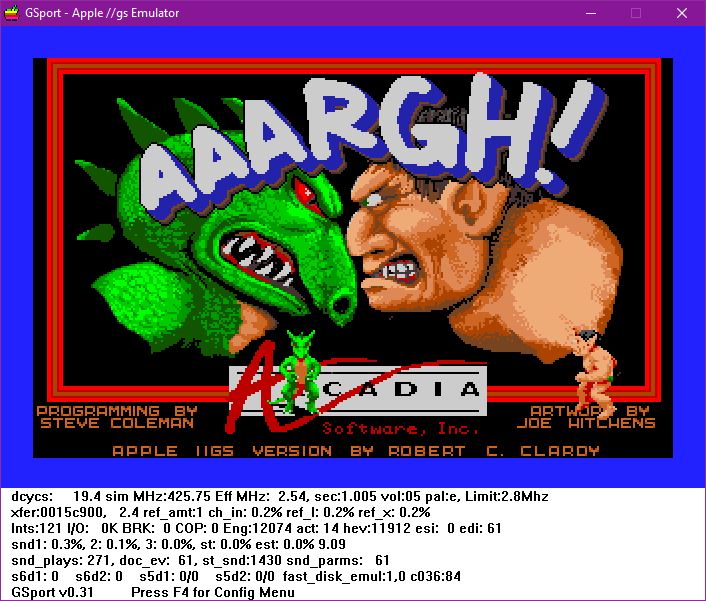 GSport - Apple //gs Emulator
AAARGH!
ARCADIA
Software, Inc.
PROGRAMMING BY
STEVE COLEMAN
ARTWORK BY
JOE HITCHENS
APPLE IIGS VERSION BY ROBERT C. CLARDY
dcycs: 19.4 sim MHz:425.75 Eff MHz: 2.54, sec:1.005 vol:05 pal:e, Limit:2.8Mhz
xfer:0015c900, 2.4 ref_amt:1 ch_in: 0.2% ref_l: 0.2% ref_x: 0.2%
Ints:121 I/O: 0K BRK: 0 COP: 0 Eng:12074 act: 14 hev:11912 esi: 0 edi: 61
snd1: 0.3%, 2: 0.1%, 3: 0.0%, st: 0.0% est: 0.0% 9.09
snd_plays: 271, doc_ev: 61, st_snd:1430 snd_parms: 61
s6d1: 0 s6d2: 0 s5d1: 0/0 s5d2: 0/0 fast_disk_emul:1,0 c036:84
GSport v0.31 Press F4 for Config Menu